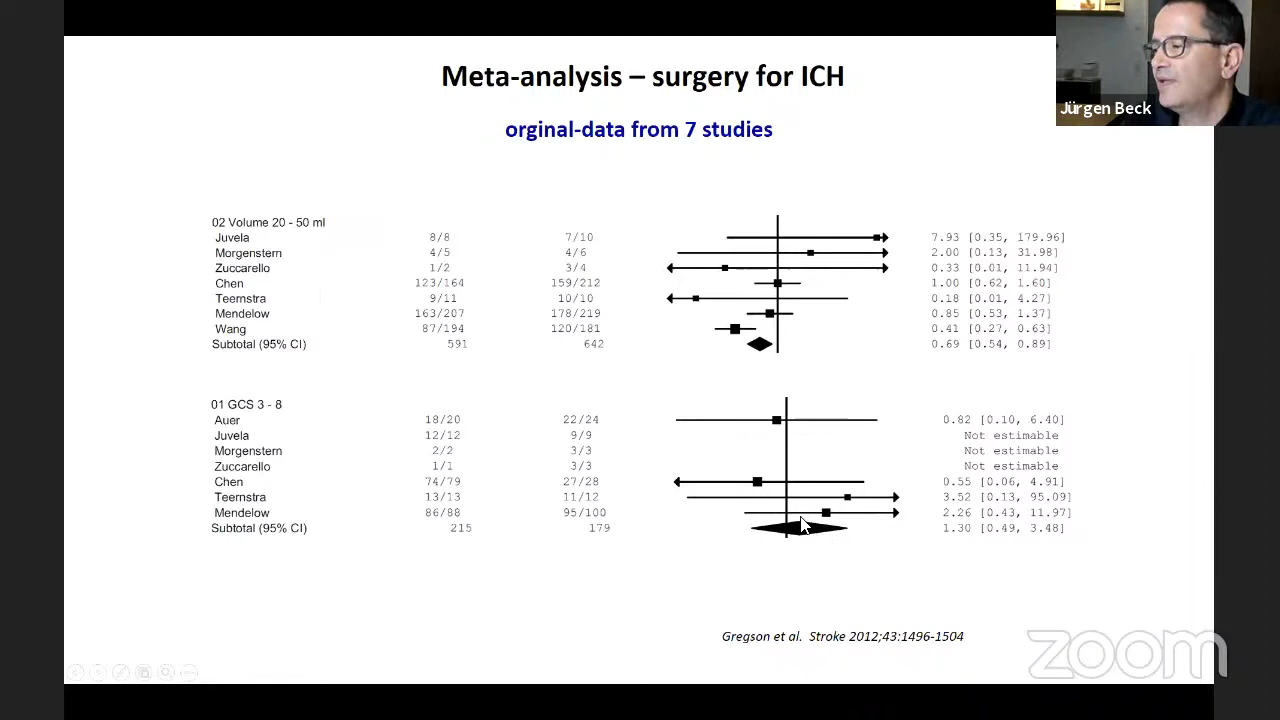 Jürgen Beck
Meta-analysis – surgery for ICH
orginal-data from 7 studies
02 Volume 20 - 50 ml
Juvela 8/8 7/10 7.93 [0.35, 179.96]
Morgenstern 4/5 4/6 2.00 [0.13, 31.98]
Zuccarello 1/2 3/4 0.33 [0.01, 11.94]
Chen 123/164 159/212 1.00 [0.62, 1.60]
Teernstra 9/11 10/10 0.18 [0.01, 4.27]
Mendelow 163/207 178/219 0.85 [0.53, 1.37]
Wang 87/194 120/181 0.41 [0.27, 0.63]
Subtotal (95% CI) 591 642 0.69 [0.54, 0.89]
01 GCS 3 - 8
Auer 18/20 22/24 0.82 [0.10, 6.40]
Juvela 12/12 9/9 Not estimable
Morgenstern 2/2 3/3 Not estimable
Zuccarello 1/1 3/3 Not estimable
Chen 74/79 27/28 0.55 [0.06, 4.91]
Teernstra 13/13 11/12 3.52 [0.13, 95.09]
Mendelow 86/88 95/100 2.26 [0.43, 11.97]
Subtotal (95% CI) 215 179 1.30 [0.49, 3.48]
Gregson et al. Stroke 2012;43:1496-1504
zoom